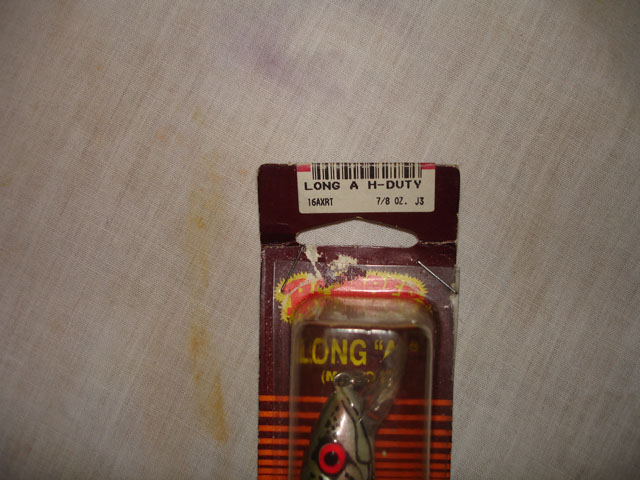 LONG A H-DUTY
16AXRT 7/8 OZ. J3
LONG "A"